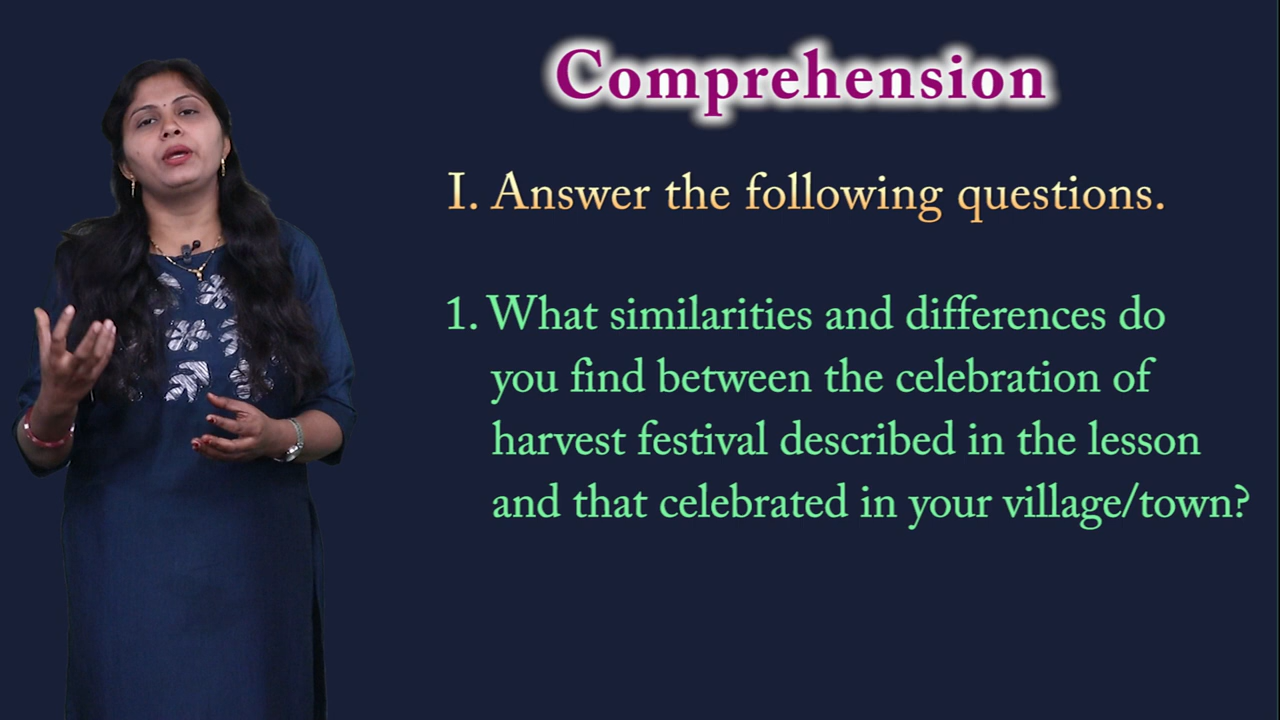 Comprehension
I. Answer the following questions.
1. What similarities and differences do
you find between the celebration of
harvest festival described in the lesson
and that celebrated in your village/town?